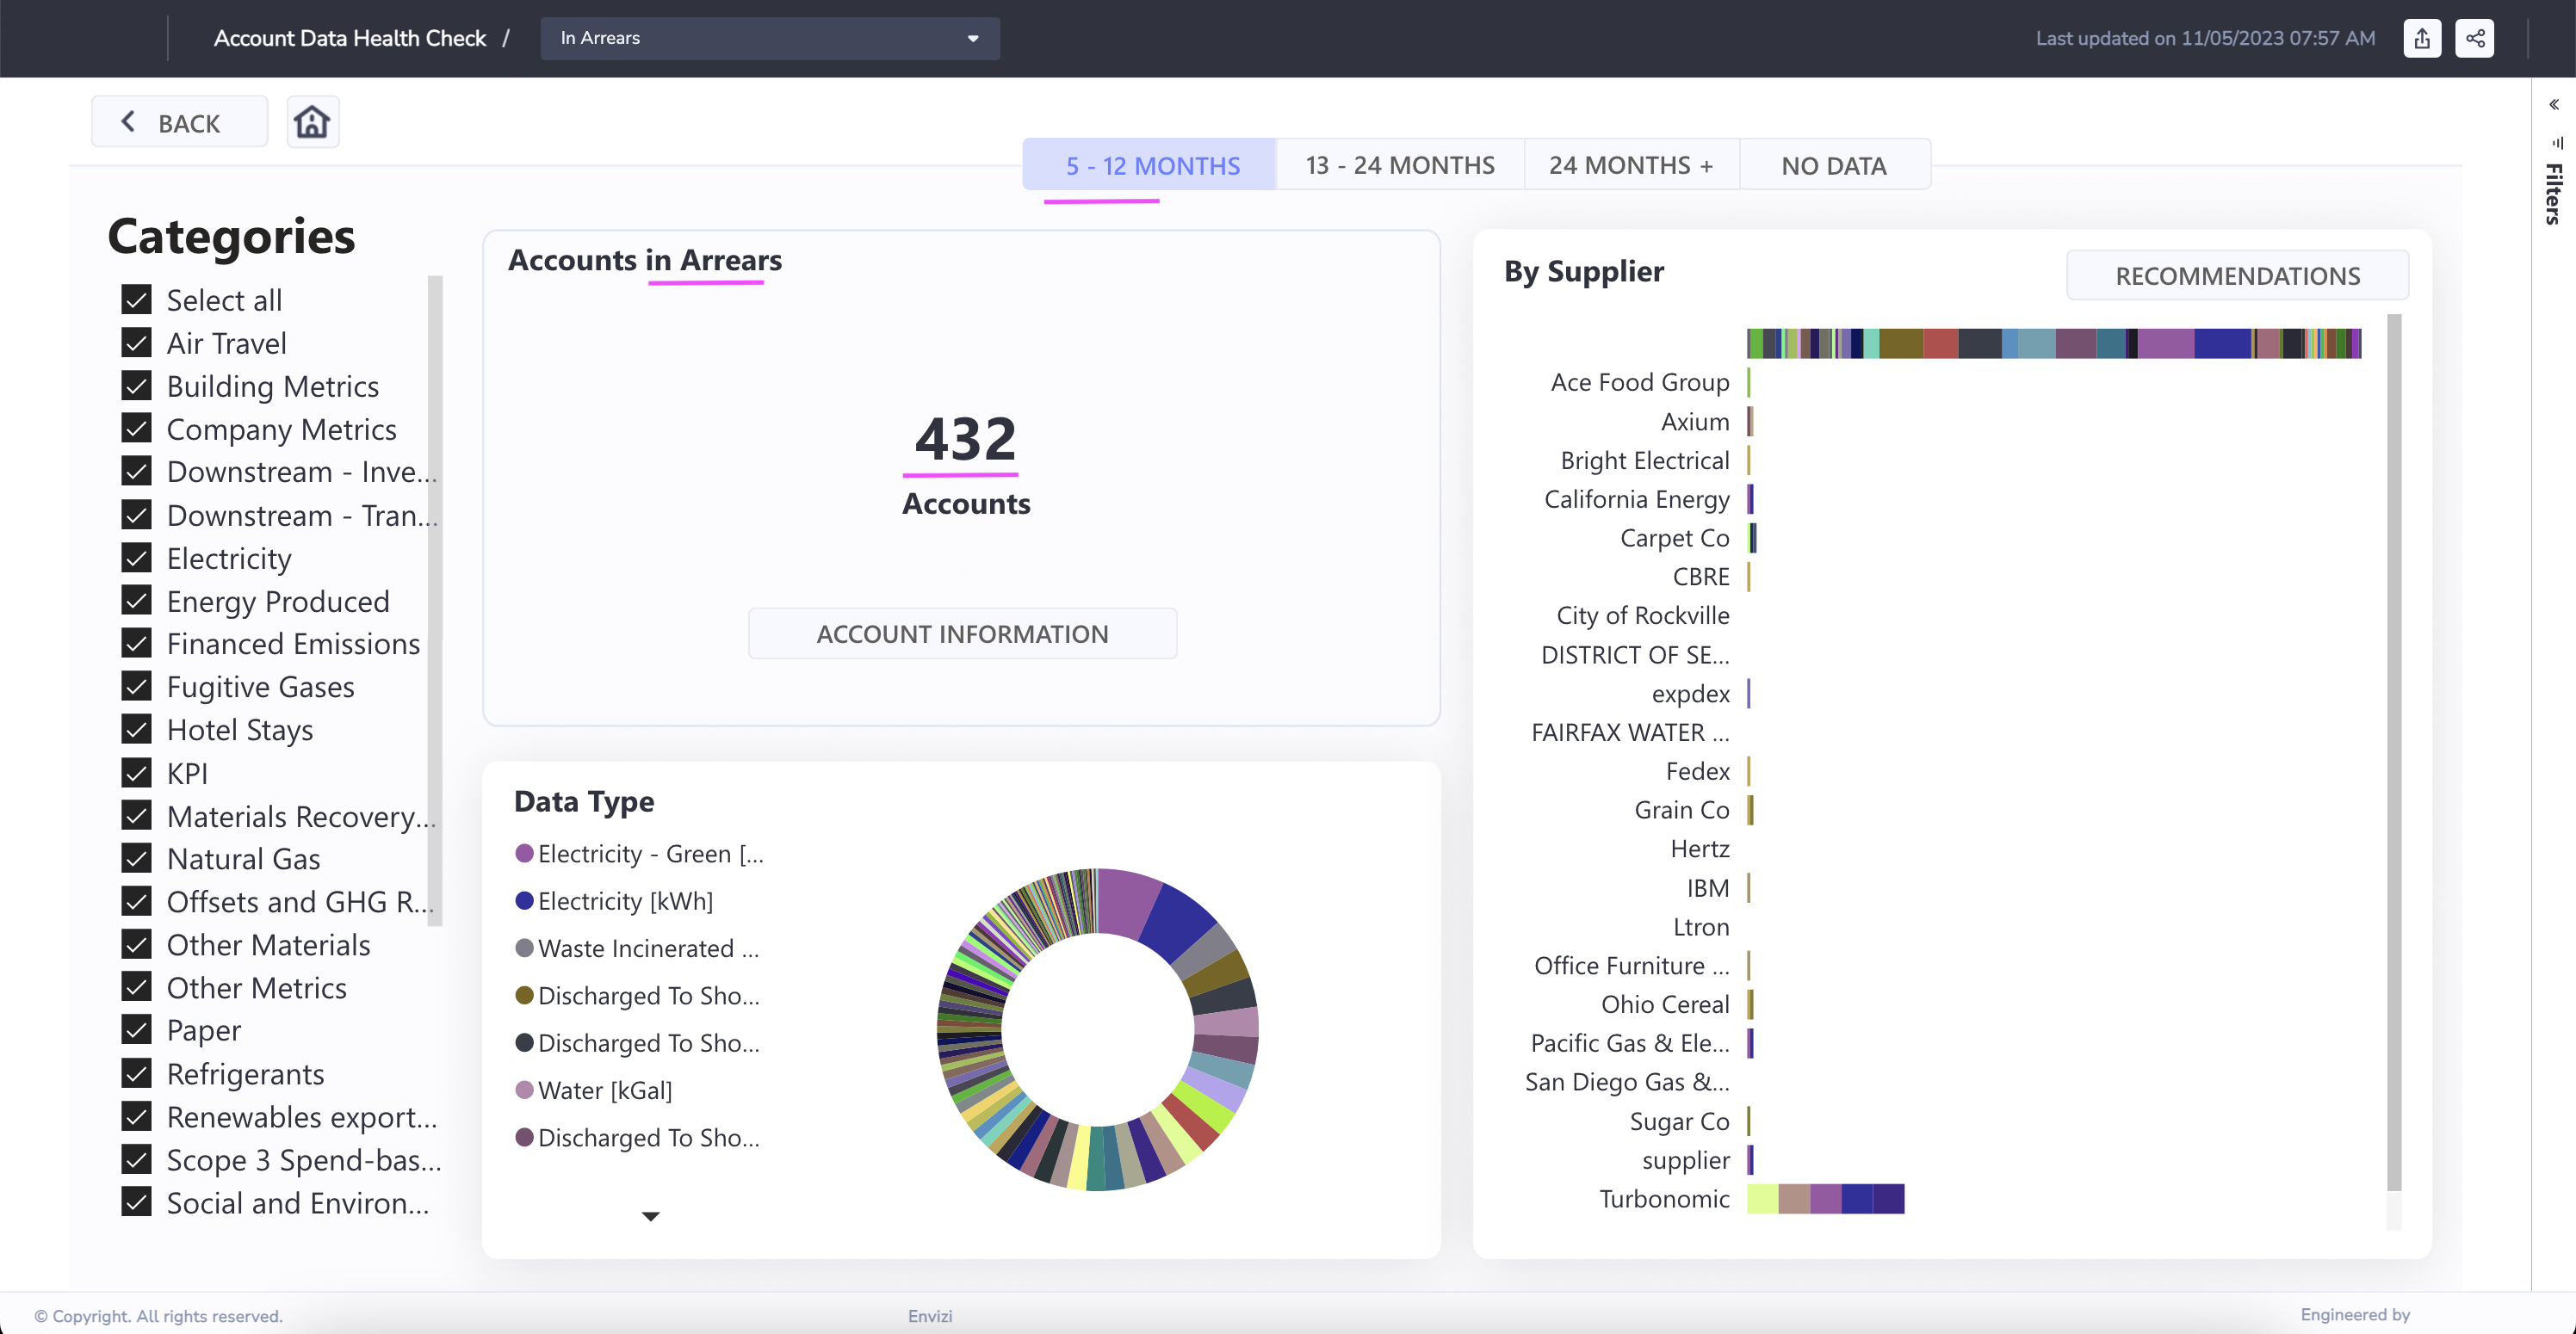 Account Data Health Check /
In Arrears
Last updated on 11/05/2023 07:57 AM
BACK
5 - 12 MONTHS
13 - 24 MONTHS
24 MONTHS +
NO DATA
Filters
Categories
Select all
Air Travel
Building Metrics
Company Metrics
Downstream - Inve...
Downstream - Tran...
Electricity
Energy Produced
Financed Emissions
Fugitive Gases
Hotel Stays
KPI
Materials Recovery...
Natural Gas
Offsets and GHG R...
Other Materials
Other Metrics
Paper
Refrigerants
Renewables export...
Scope 3 Spend-bas...
Social and Environ...
Accounts in Arrears
432
Accounts
ACCOUNT INFORMATION
Data Type
Electricity - Green [...
Electricity [kWh]
Waste Incinerated ...
Discharged To Sho...
Discharged To Sho...
Water [kGal]
Discharged To Sho...
By Supplier
RECOMMENDATIONS
Ace Food Group
Axium
Bright Electrical
California Energy
Carpet Co
CBRE
City of Rockville
DISTRICT OF SE...
expdex
FAIRFAX WATER ...
Fedex
Grain Co
Hertz
IBM
Ltron
Office Furniture ...
Ohio Cereal
Pacific Gas & Ele...
San Diego Gas &...
Sugar Co
supplier
Turbonomic
© Copyright. All rights reserved.
Envizi
Engineered by